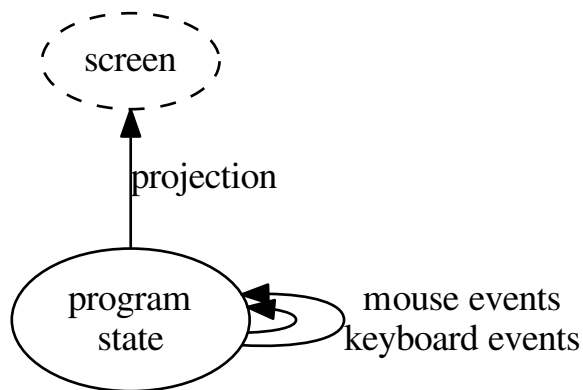 screen
projection
program
state
mouse events
keyboard events